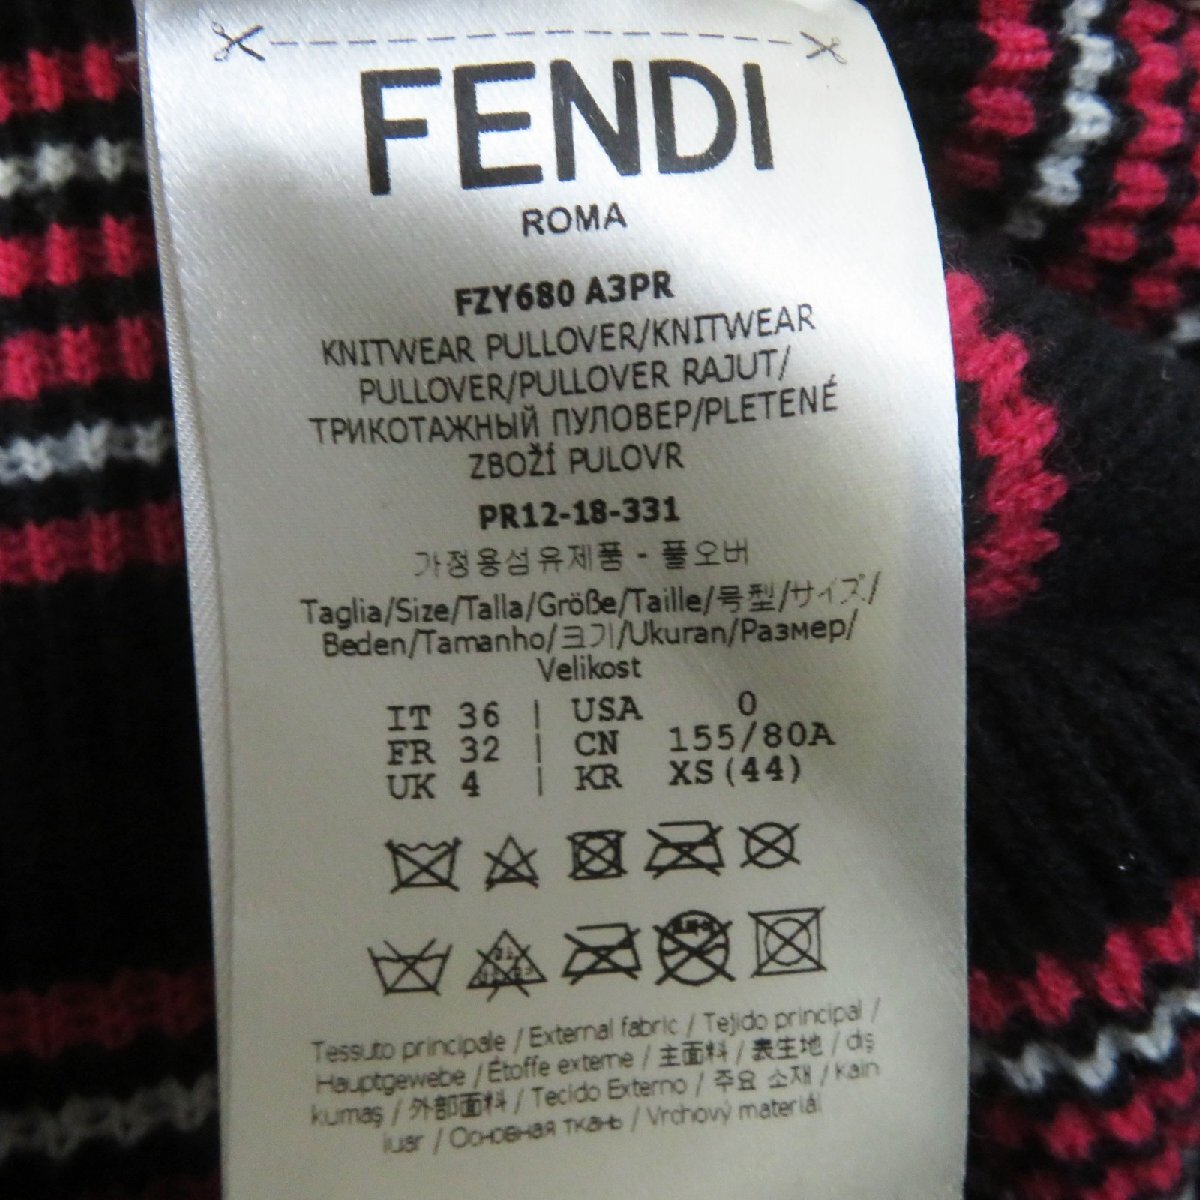 FENDI
ROMA
FZY680 A3PR
KNITWEAR PULLOVER/KNITWEAR
PULLOVER/PULLOVER RAJUT/
ТРИКОТАЖНЫЙ ПУЛОВЕР/PLETENÉ
ZBOŽÍ PULOVR
PR12-18-331
가정용섬유제품 - 풀오버
Taglia/Size/Talla/Größe/Taille/号型/サイズ/
Beden/Tamanho/크기/Ukuran/Размер/
Velikost
IT 36 | USA 0
FR 32 | CN 155/80A
UK 4 | KR XS(44)
Tessuto principale / External fabric / Tejido principal /
Hauptgewebe / Étoffe externe / 主面料 / 表生地 / dış
kumaş / 外部面料 / Tecido Externo / 주요 소재 / Kain
luar / Основная ткань / Vrchový materiál